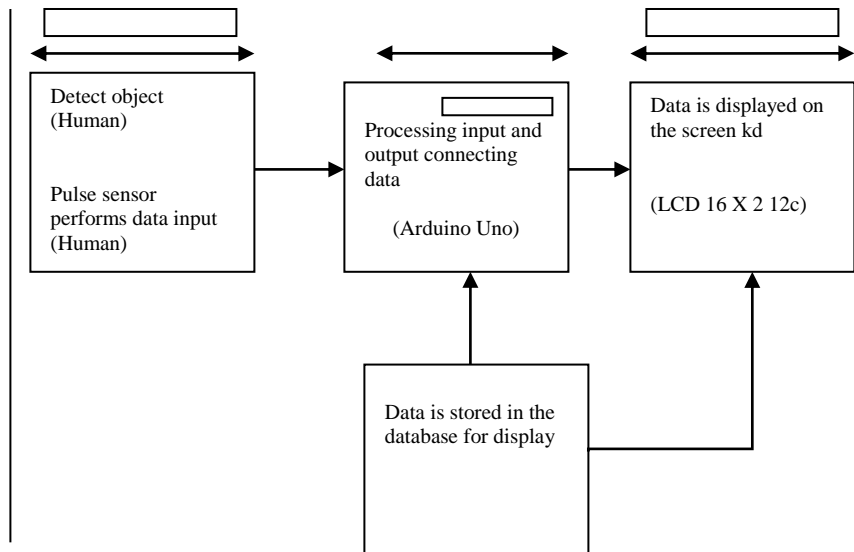 Detect object
(Human)
Pulse sensor
performs data input
(Human)
Processing input and
output connecting
data
(Arduino Uno)
Data is displayed on
the screen kd
(LCD 16 X 2 12c)
Data is stored in the
database for display